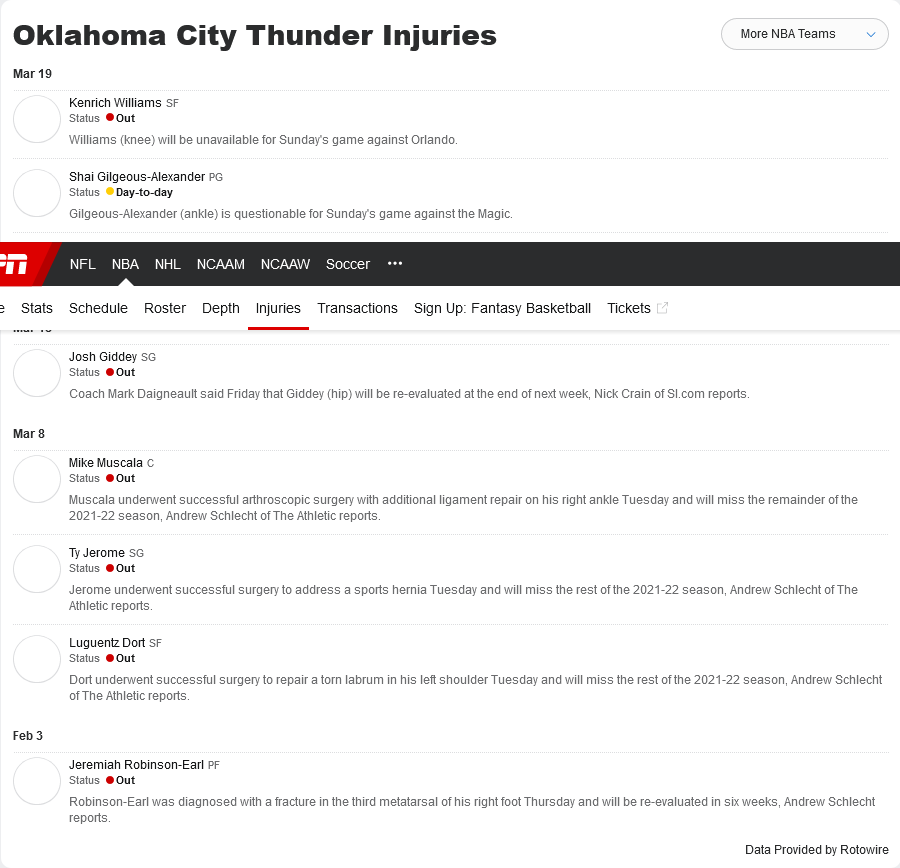 Oklahoma City Thunder Injuries
More NBA Teams
Mar 19
Kenrich Williams SF
Status Out
Williams (knee) will be unavailable for Sunday's game against Orlando.
Shai Gilgeous-Alexander PG
Status Day-to-day
Gilgeous-Alexander (ankle) is questionable for Sunday's game against the Magic.
NFL NBA NHL NCAAM NCAAW Soccer •••
Stats Schedule Roster Depth Injuries Transactions Sign Up: Fantasy Basketball Tickets
Josh Giddey SG
Status Out
Coach Mark Daigneault said Friday that Giddey (hip) will be re-evaluated at the end of next week, Nick Crain of SI.com reports.
Mar 8
Mike Muscala C
Status Out
Muscala underwent successful arthroscopic surgery with additional ligament repair on his right ankle Tuesday and will miss the remainder of the
2021-22 season, Andrew Schlecht of The Athletic reports.
Ty Jerome SG
Status Out
Jerome underwent successful surgery to address a sports hernia Tuesday and will miss the rest of the 2021-22 season, Andrew Schlecht of The
Athletic reports.
Luguentz Dort SF
Status Out
Dort underwent successful surgery to repair a torn labrum in his left shoulder Tuesday and will miss the rest of the 2021-22 season, Andrew Schlecht
of The Athletic reports.
Feb 3
Jeremiah Robinson-Earl PF
Status Out
Robinson-Earl was diagnosed with a fracture in the third metatarsal of his right foot Thursday and will be re-evaluated in six weeks, Andrew Schlecht
reports.
Data Provided by Rotowire